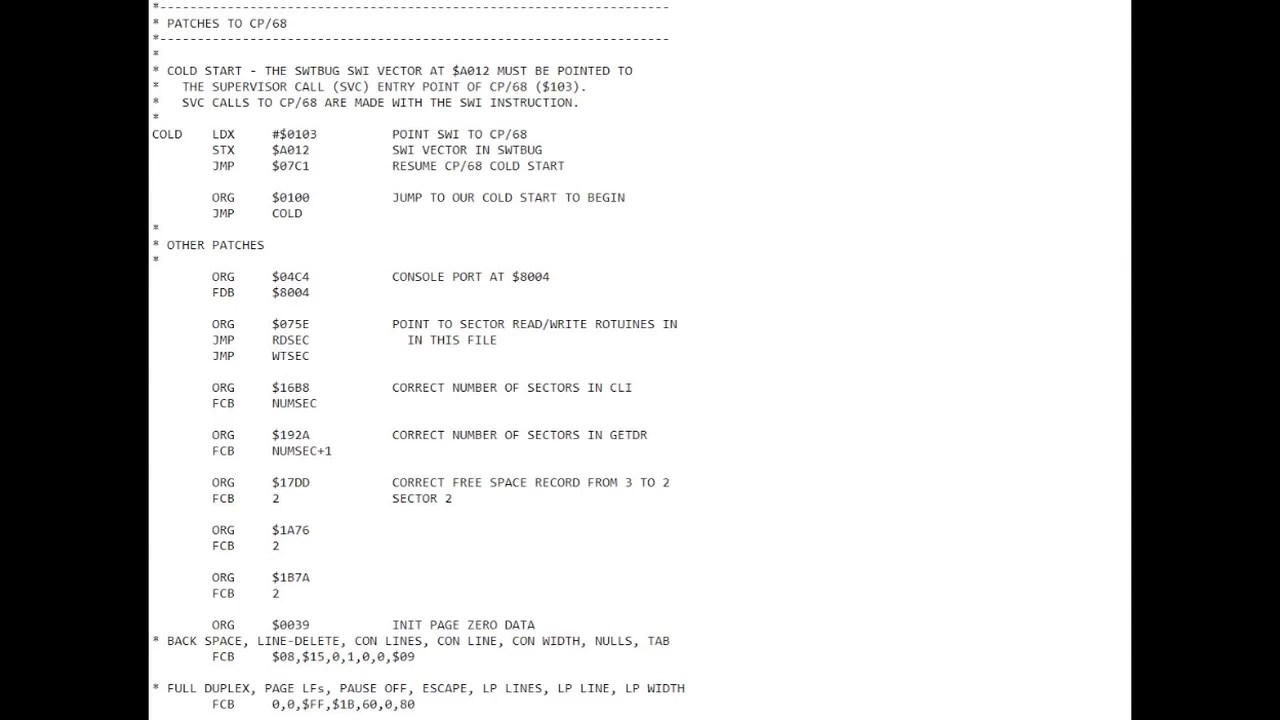 *--------------------------------------------------------------------
* PATCHES TO CP/68
*--------------------------------------------------------------------
*
* COLD START - THE SWTBUG SWI VECTOR AT $A012 MUST BE POINTED TO
*   THE SUPERVISOR CALL (SVC) ENTRY POINT OF CP/68 ($103).
*   SVC CALLS TO CP/68 ARE MADE WITH THE SWI INSTRUCTION.
*
COLD    LDX     #$0103          POINT SWI TO CP/68
        STX     $A012           SWI VECTOR IN SWTBUG
        JMP     $07C1           RESUME CP/68 COLD START
        ORG     $0100           JUMP TO OUR COLD START TO BEGIN
        JMP     COLD
*
* OTHER PATCHES
*
        ORG     $04C4           CONSOLE PORT AT $8004
        FDB     $8004
        ORG     $075E           POINT TO SECTOR READ/WRITE ROTUINES IN
        JMP     RDSEC             IN THIS FILE
        JMP     WTSEC
        ORG     $16B8           CORRECT NUMBER OF SECTORS IN CLI
        FCB     NUMSEC
        ORG     $192A           CORRECT NUMBER OF SECTORS IN GETDR
        FCB     NUMSEC+1
        ORG     $17DD           CORRECT FREE SPACE RECORD FROM 3 TO 2
        FCB     2               SECTOR 2
        ORG     $1A76
        FCB     2
        ORG     $1B7A
        FCB     2
        ORG     $0039           INIT PAGE ZERO DATA
* BACK SPACE, LINE-DELETE, CON LINES, CON LINE, CON WIDTH, NULLS, TAB
        FCB     $08,$15,0,1,0,0,$09
* FULL DUPLEX, PAGE LFs, PAUSE OFF, ESCAPE, LP LINES, LP LINE, LP WIDTH
        FCB     0,0,$FF,$1B,60,0,80